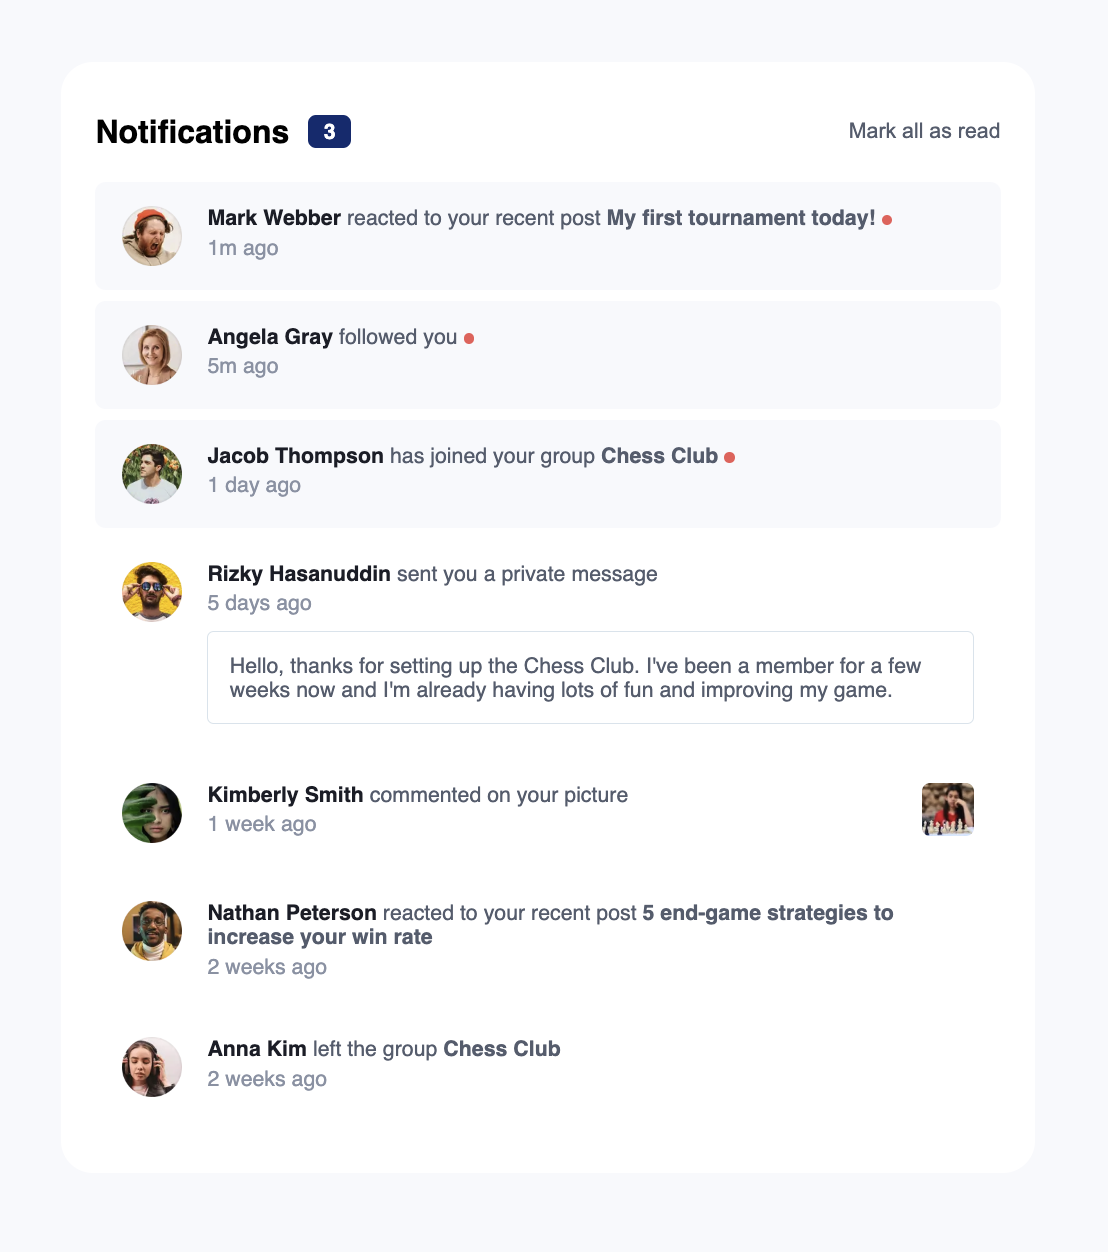 Notifications 3 Mark all as read
Mark Webber reacted to your recent post My first tournament today!
1m ago
Angela Gray followed you
5m ago
Jacob Thompson has joined your group Chess Club
1 day ago
Rizky Hasanuddin sent you a private message
5 days ago
Hello, thanks for setting up the Chess Club. I've been a member for a few
weeks now and I'm already having lots of fun and improving my game.
Kimberly Smith commented on your picture
1 week ago
Nathan Peterson reacted to your recent post 5 end-game strategies to
increase your win rate
2 weeks ago
Anna Kim left the group Chess Club
2 weeks ago